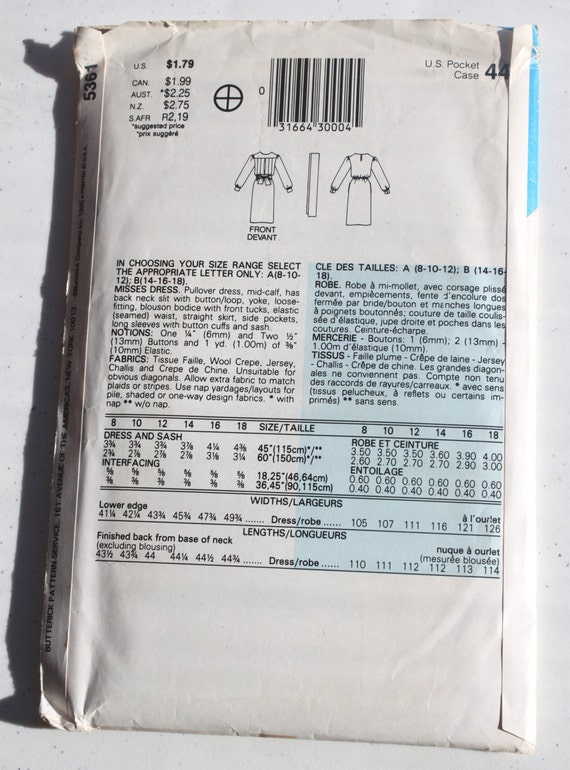 5361
U.S. $1.79
CAN. $1.99
AUST. *$2.25
N.Z. $2.75
S.AFR R2,19
*suggested price
*prix suggéré
0
31664 30004
U.S. Pocket
Case 44
FRONT
DEVANT
IN CHOOSING YOUR SIZE RANGE SELECT
THE APPROPRIATE LETTER ONLY: A(8-10-
12); B(14-16-18).
MISSES DRESS. Pullover dress, mid-calf, has
back neck slit with button/loop, yoke, loose-
fitting, blouson bodice with front tucks, elastic
(seamed) waist, straight skirt, side pockets,
long sleeves with button cuffs and sash.
NOTIONS: One ¼" (6mm) and Two ½"
(13mm) Buttons and 1 yd. (1.00m) of ⅜"
(10mm) Elastic.
FABRICS: Tissue Faille, Wool Crepe, Jersey,
Challis and Crepe de Chine. Unsuitable for
obvious diagonals. Allow extra fabric to match
plaids or stripes. Use nap yardages/layouts for
pile, shaded or one-way design fabrics. * with
nap ** w/o nap.
CLE DES TAILLES: A (8-10-12); B (14-16-
18).
ROBE. Robe à mi-mollet, avec corsage plissé
devant, empiècements, fente d'encolure dos
fermée par bride/bouton et manches longues
à poignets boutonnés; couture de taille coulis-
sée d'élastique, jupe droite et poches dans les
coutures. Ceinture-écharpe.
MERCERIE - Boutons: 1 (6mm); 2 (13mm) -
1.00m d'élastique (10mm).
TISSUS - Faille plume - Crêpe de laine - Jersey
- Challis - Crêpe de chine. Les grandes diagon-
ales ne conviennent pas. Compte non tenu
des raccords de rayures/carreaux. * avec sens
(tissus pelucheux, à reflets ou certains im-
primés) ** sans sens.
8 10 12 14 16 18 SIZE/TAILLE 8 10 12 14 16 18
DRESS AND SASH ROBE ET CEINTURE
3¾ 3¾ 3¾ 3⅞ 4¼ 4⅜ 45"(115cm)*/** 3.50 3.50 3.50 3.60 3.90 4.00
2¾ 2⅞ 2⅞ 2⅞ 3⅛ 3¼ 60"(150cm)*/** 2.60 2.70 2.70 2.70 2.90 3.00
INTERFACING ENTOILAGE
⅝ ⅝ ⅝ ⅝ ⅝ ⅝ 18,25"(46,64cm) 0.60 0.60 0.60 0.60 0.60 0.60
⅜ ⅜ ⅜ ⅜ ⅜ ⅜ 36,45"(90,115cm) 0.40 0.40 0.40 0.40 0.40 0.40
WIDTHS/LARGEURS
Lower edge à l'ourlet
41¼ 42¼ 43¾ 45¾ 47¾ 49¾ ....... Dress/robe ....... 105 107 111 116 121 126
LENGTHS/LONGUEURS
Finished back from base of neck nuque à ourlet
(excluding blousing) (mesurée blousée)
43½ 43¾ 44 44¼ 44½ 44¾ ....... Dress/robe ....... 110 111 112 112 113 114
BUTTERICK PATTERN SERVICE, 161 AVENUE OF THE AMERICAS, NEW YORK, NEW YORK 10013